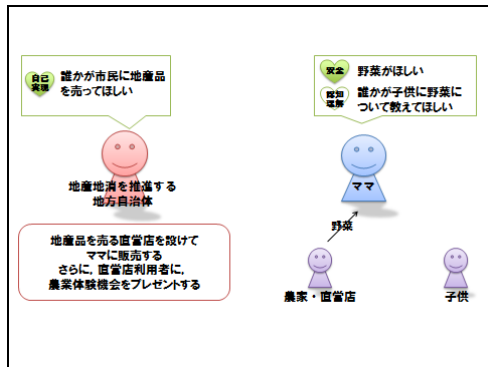 自己
実現
誰かが市民に地産品
を売ってほしい
安全
野菜がほしい
認知
理解
誰かが子供に野菜に
ついて教えてほしい
地産地消を推進する
地方自治体
ママ
地産品を売る直営店を設けて
ママに販売する
さらに，直営店利用者に，
農業体験機会をプレゼントする
野菜
農家・直営店
子供